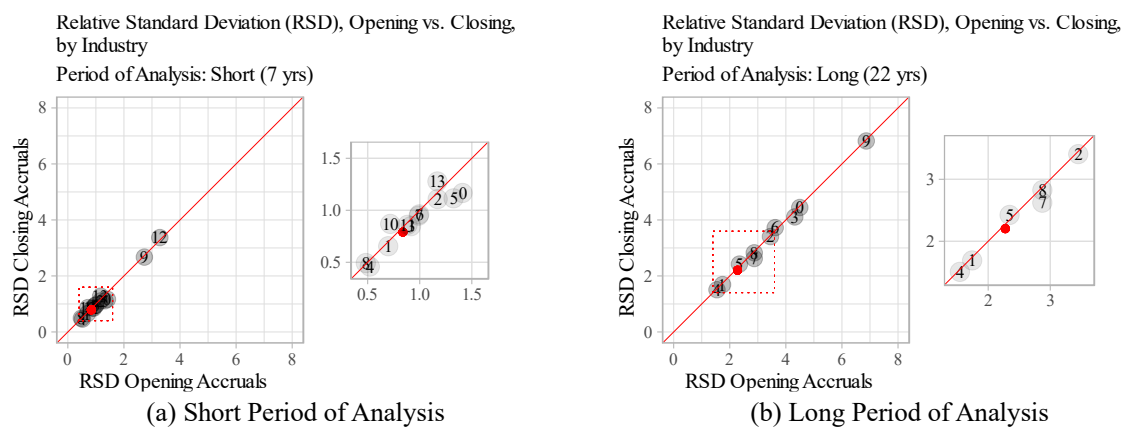 Relative Standard Deviation (RSD), Opening vs. Closing,
by Industry
Period of Analysis: Short (7 yrs)
RSD Closing Accruals
8
6
4
2
0
0 2 4 6 8
RSD Opening Accruals
12
9
1.5
1.0
0.5
0.5 1.0 1.5
13
2
5
0
10
1
8
4
(a) Short Period of Analysis
Relative Standard Deviation (RSD), Opening vs. Closing,
by Industry
Period of Analysis: Long (22 yrs)
RSD Closing Accruals
8
6
4
2
0
0 2 4 6 8
RSD Opening Accruals
9
0
3
6
2
8
7
5
1
4
3
2
2 3
2
8
7
5
1
4
(b) Long Period of Analysis